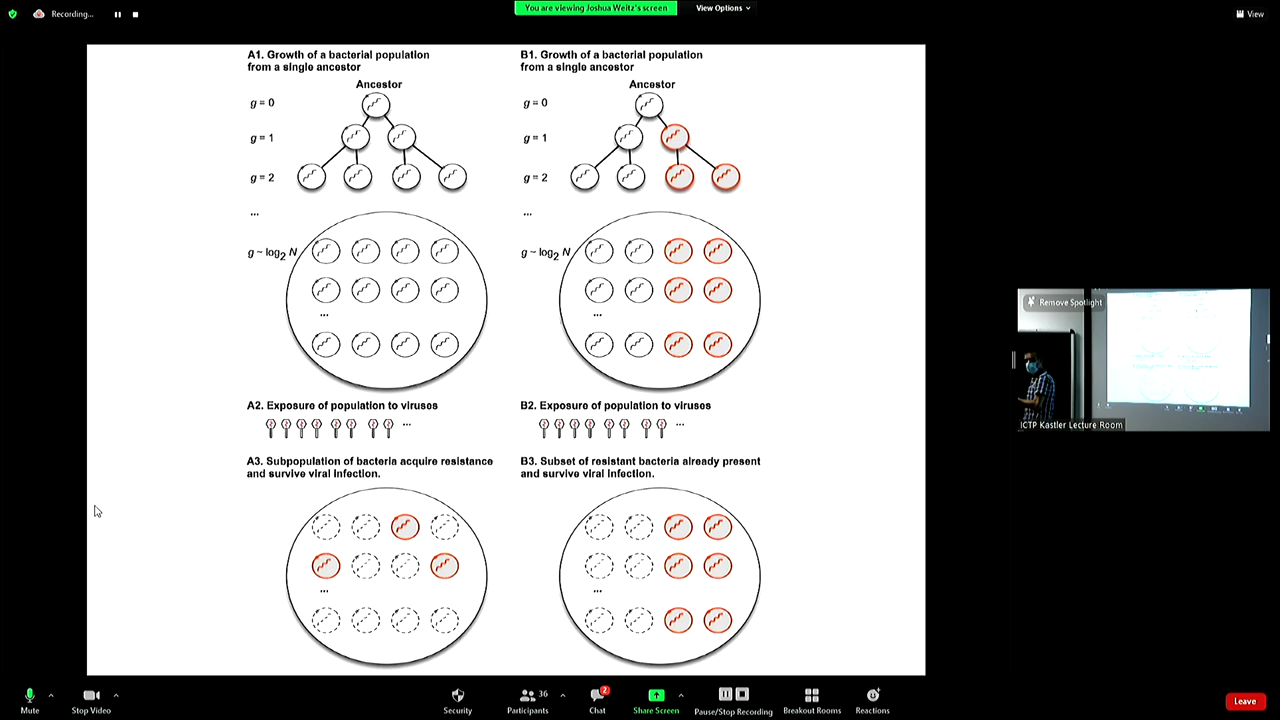 Recording...
You are viewing Joshua Weitz's screen
View Options
View
A1. Growth of a bacterial population
from a single ancestor
Ancestor
g = 0
g = 1
g = 2
...
g ~ log2 N
...
A2. Exposure of population to viruses
...
A3. Subpopulation of bacteria acquire resistance
and survive viral infection.
...
B1. Growth of a bacterial population
from a single ancestor
Ancestor
g = 0
g = 1
g = 2
...
g ~ log2 N
...
B2. Exposure of population to viruses
...
B3. Subset of resistant bacteria already present
and survive viral infection.
...
Remove Spotlight
ICTP Kastler Lecture Room
Mute
Stop Video
Security
36
Participants
2
Chat
Share Screen
Pause/Stop Recording
Breakout Rooms
Reactions
Leave